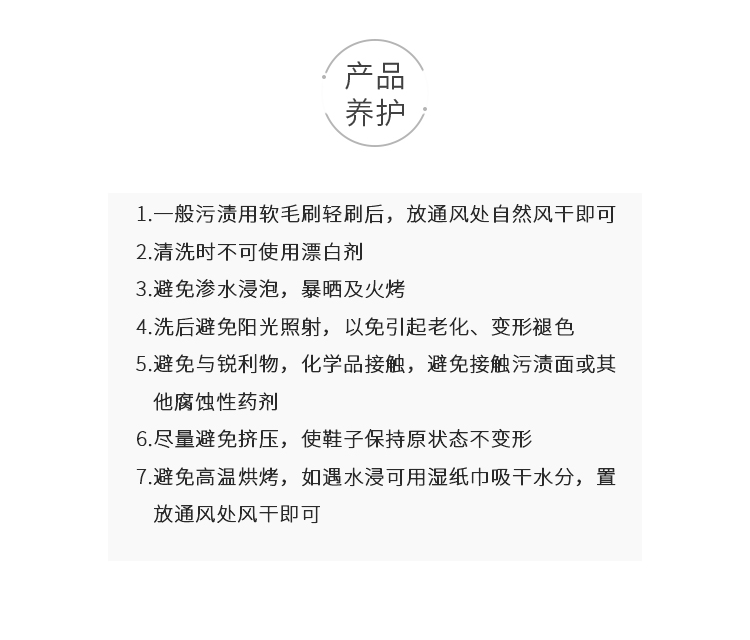 产品
养护
1.一般污渍用软毛刷轻刷后，放通风处自然风干即可
2.清洗时不可使用漂白剂
3.避免渗水浸泡，暴晒及火烤
4.洗后避免阳光照射，以免引起老化、变形褪色
5.避免与锐利物，化学品接触，避免接触污渍面或其
他腐蚀性药剂
6.尽量避免挤压，使鞋子保持原状态不变形
7.避免高温烘烤，如遇水浸可用湿纸巾吸干水分，置
放通风处风干即可